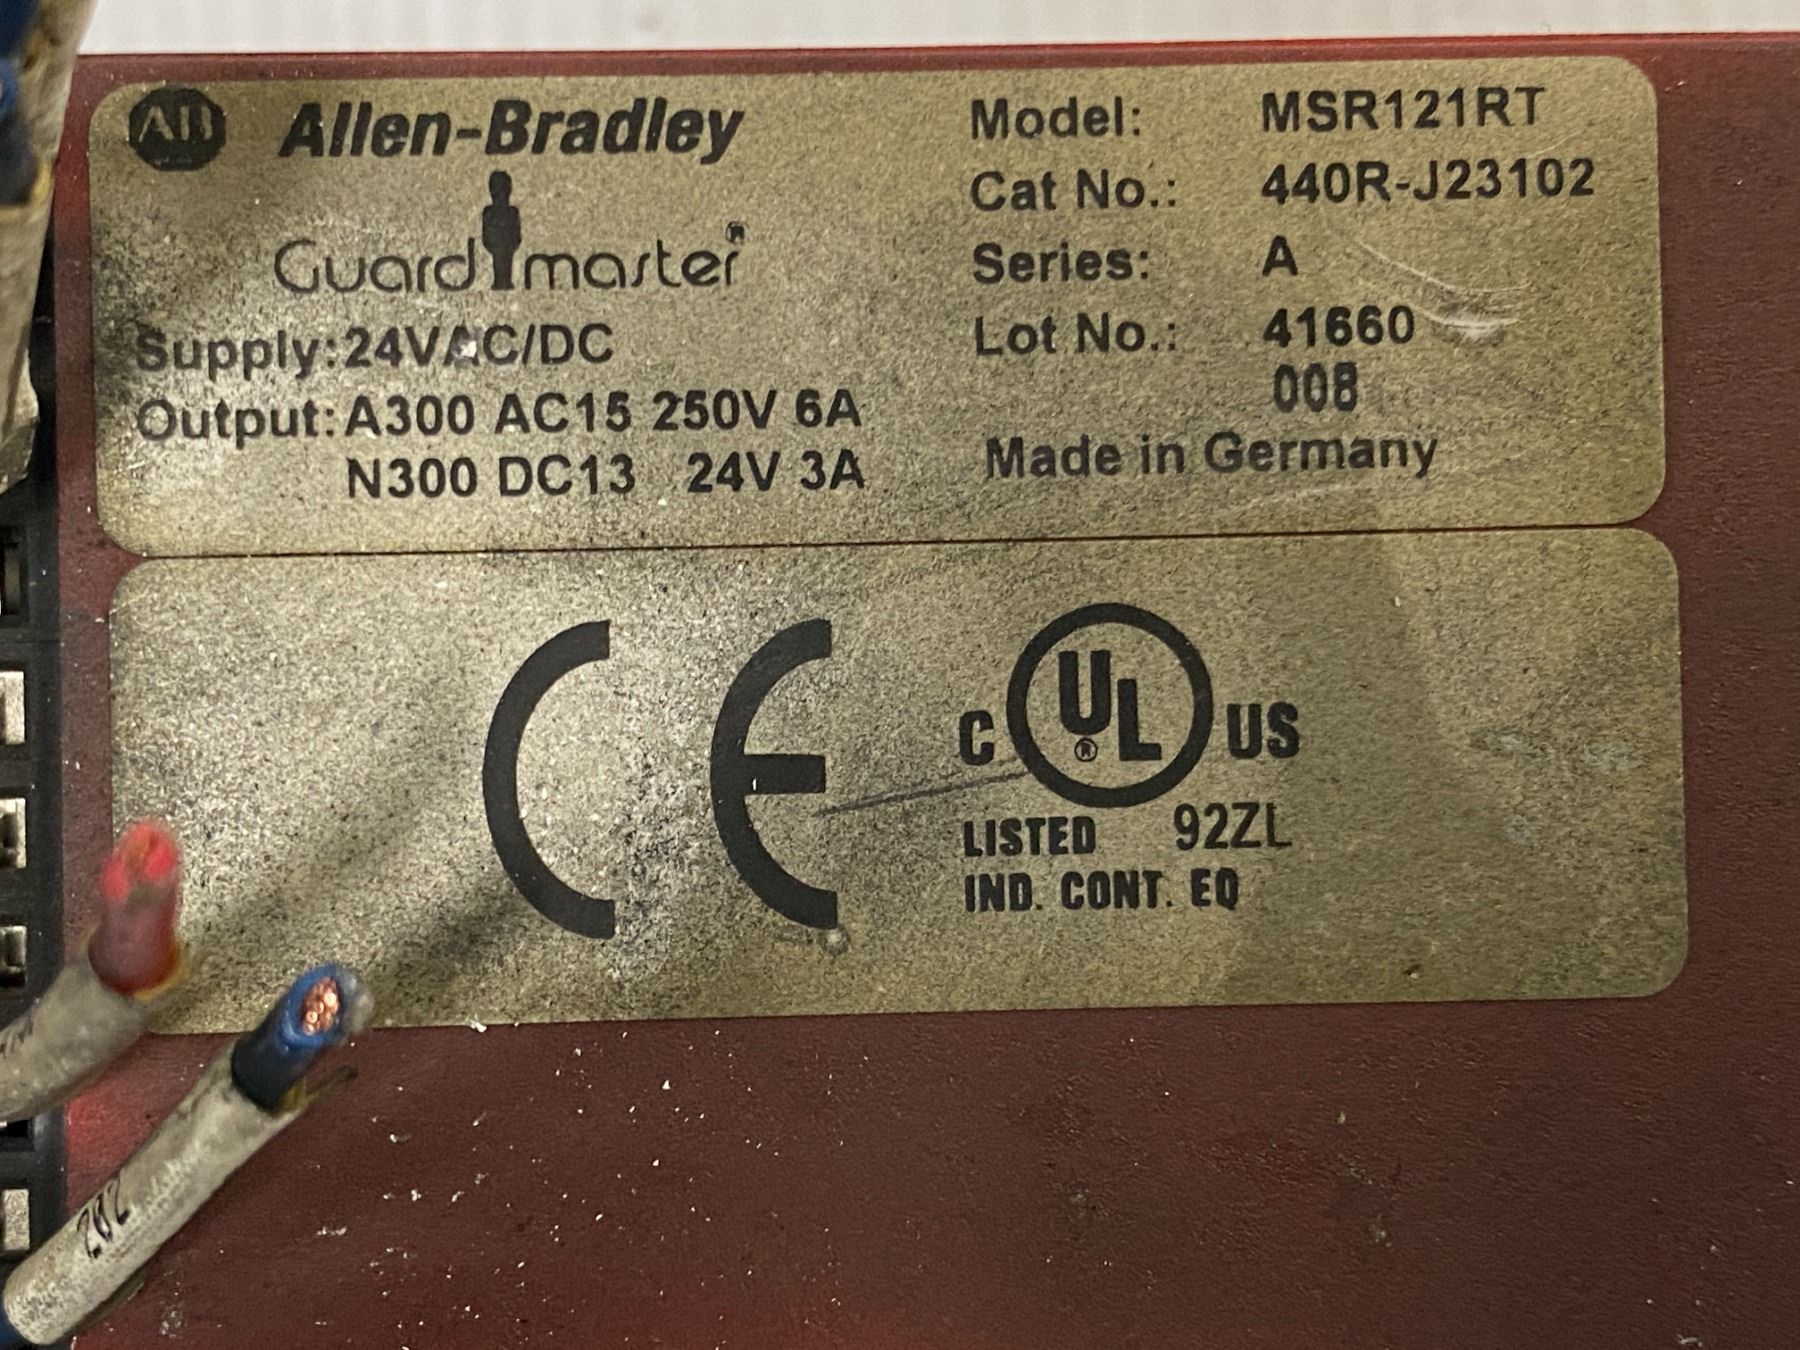 AB Allen-Bradley
Guardmaster®
Supply:24VAC/DC
Output:A300 AC15 250V 6A
N300 DC13 24V 3A
Model: MSR121RT
Cat No.: 440R-J23102
Series: A
Lot No.: 41660
008
Made in Germany
CE
C UL® US
LISTED 92ZL
IND. CONT. EQ
202